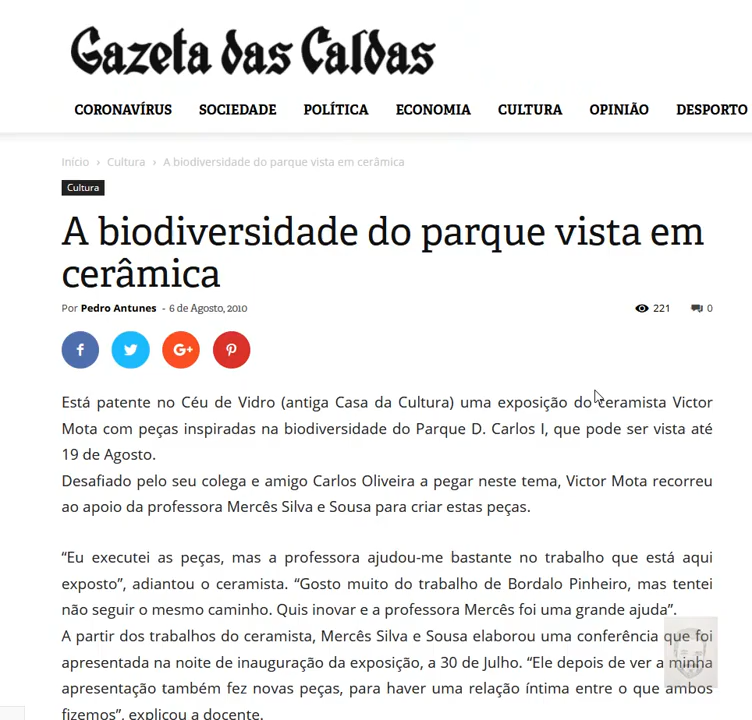 Gazeta das Caldas
CORONAVÍRUS SOCIEDADE POLÍTICA ECONOMIA CULTURA OPINIÃO DESPORTO
Início › Cultura › A biodiversidade do parque vista em cerâmica
Cultura
A biodiversidade do parque vista em
cerâmica
Por Pedro Antunes - 6 de Agosto, 2010 221 0
Está patente no Céu de Vidro (antiga Casa da Cultura) uma exposição do ceramista Victor
Mota com peças inspiradas na biodiversidade do Parque D. Carlos I, que pode ser vista até
19 de Agosto.
Desafiado pelo seu colega e amigo Carlos Oliveira a pegar neste tema, Victor Mota recorreu
ao apoio da professora Mercês Silva e Sousa para criar estas peças.
“Eu executei as peças, mas a professora ajudou-me bastante no trabalho que está aqui
exposto”, adiantou o ceramista. “Gosto muito do trabalho de Bordalo Pinheiro, mas tentei
não seguir o mesmo caminho. Quis inovar e a professora Mercês foi uma grande ajuda”.
A partir dos trabalhos do ceramista, Mercês Silva e Sousa elaborou uma conferência que foi
apresentada na noite de inauguração da exposição, a 30 de Julho. “Ele depois de ver a minha
apresentação também fez novas peças, para haver uma relação íntima entre o que ambos
fizemos”, explicou a docente.